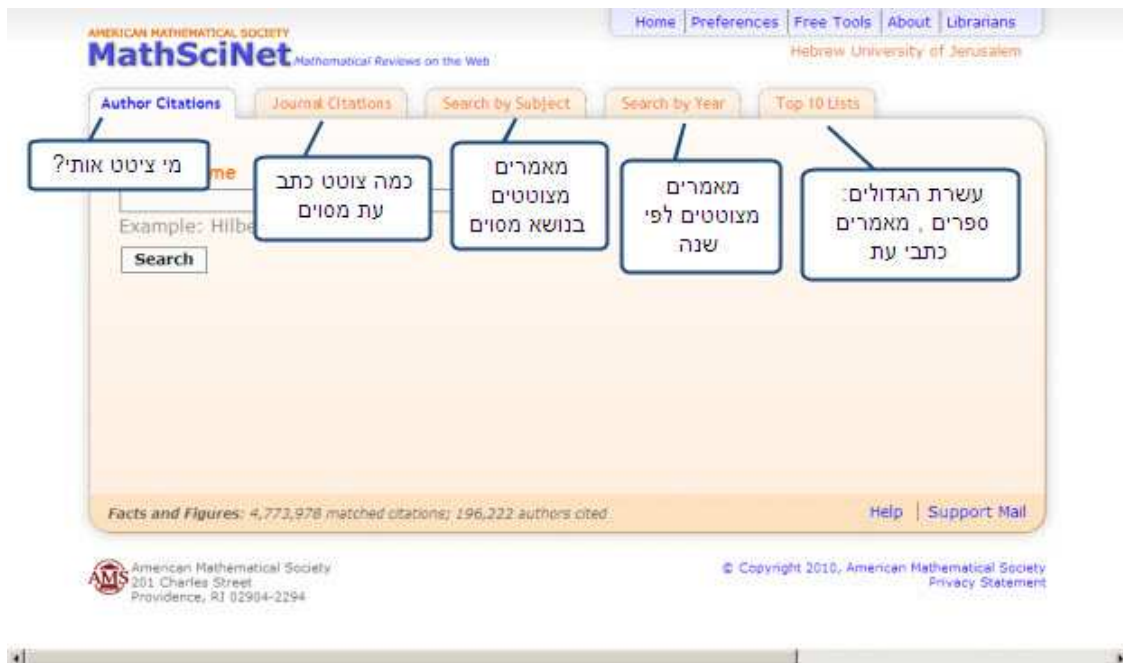 Home Preferences Free Tools About Librarians
AMERICAN MATHEMATICAL SOCIETY
MathSciNet Mathematical Reviews on the Web
Hebrew University of Jerusalem
Author Citations
Journal Citations
Search by Subject
Search by Year
Top 10 Lists
מי ציטט אותי?
כמה צוטט כתב
עת מסוים
מאמרים
מצוטטים
בנושא מסוים
מאמרים
מצוטטים לפי
שנה
עשרת הגדולים:
ספרים , מאמרים
כתבי עת
me
Example: Hilbe
Search
Facts and Figures: 4,773,978 matched citations; 196,222 authors cited
Help Support Mail
AMS
American Mathematical Society
201 Charles Street
Providence, RI 02904-2294
© Copyright 2010, American Mathematical Society
Privacy Statement